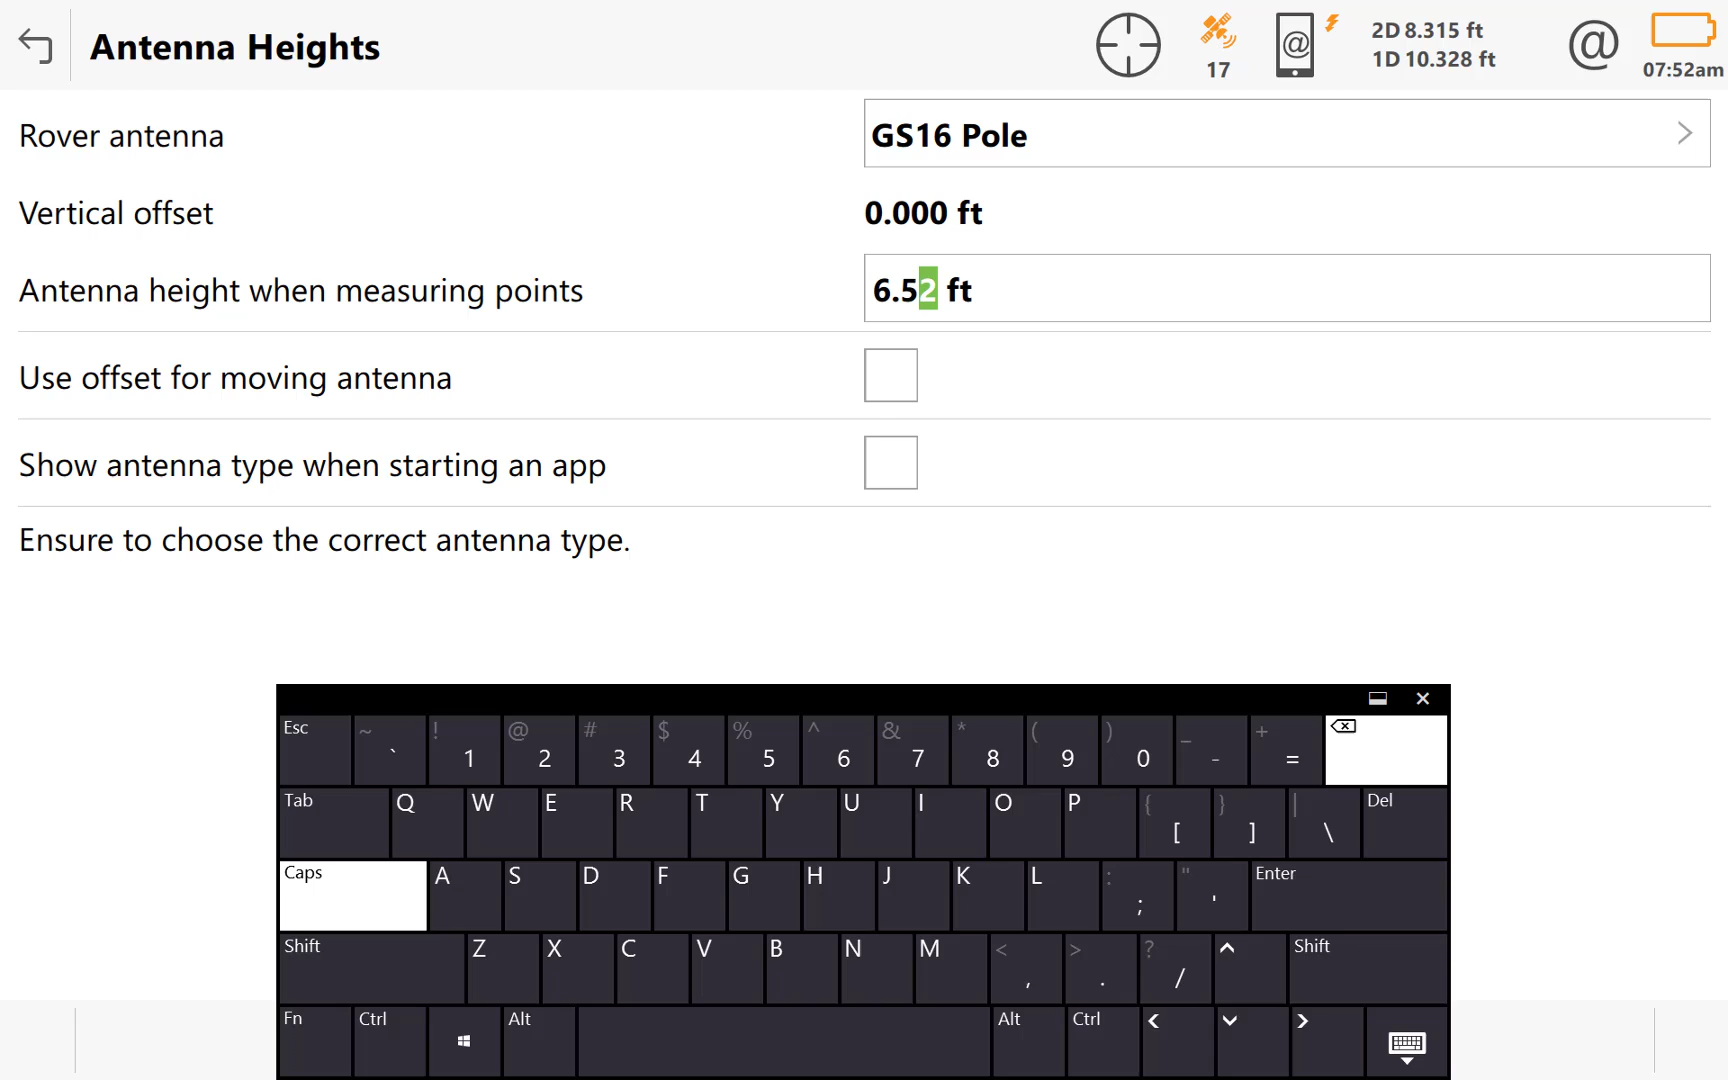 Antenna Heights
17
@
2D 8.315 ft
1D 10.328 ft
@
07:52am
Rover antenna
GS16 Pole
Vertical offset
0.000 ft
Antenna height when measuring points
6.52 ft
Use offset for moving antenna
Show antenna type when starting an app
Ensure to choose the correct antenna type.
Esc ~ ` ! 1 @ 2 # 3 $ 4 % 5 ^ 6 & 7 * 8 ( 9 ) 0 _ - + =
Tab Q W E R T Y U I O P { [ } ] | \ Del
Caps A S D F G H J K L : ; " ' Enter
Shift Z X C V B N M < , > . ? / Shift
Fn Ctrl Alt Alt Ctrl